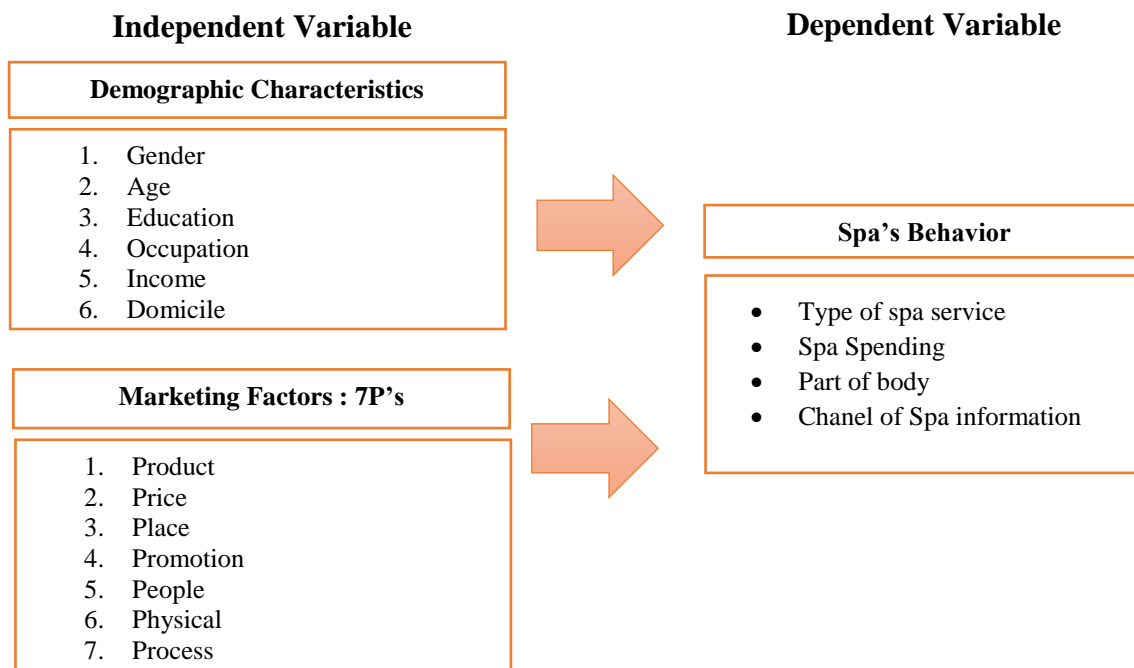 Independent Variable
Demographic Characteristics
1. Gender
2. Age
3. Education
4. Occupation
5. Income
6. Domicile
Marketing Factors : 7P's
1. Product
2. Price
3. Place
4. Promotion
5. People
6. Physical
7. Process
Dependent Variable
Spa's Behavior
• Type of spa service
• Spa Spending
• Part of body
• Chanel of Spa information